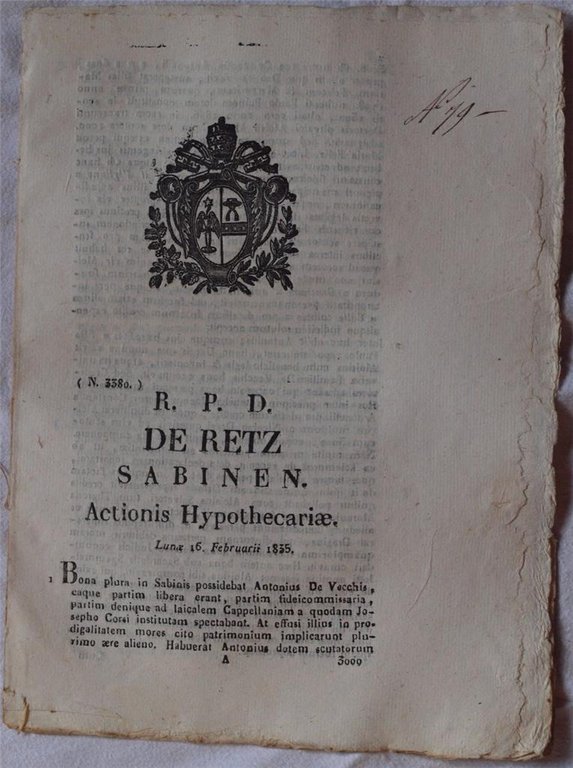 Nº 79 -
( N. 3380. )
R. P. D.
DE RETZ
SABINEN.
Actionis Hypothecariæ.
Lunæ 16. Februarii 1835.
1 Bona plura in Sabinis possidebat Antonius De Vecchis,
eaque partim libera erant, partim fideicommissaria,
partim denique ad laicalem Cappellaniam a quodam Jo-
sepho Corsi institutam spectabant. At effusi illius in pro-
digalitatem mores cito patrimonium implicarunt plu-
rimo ære alieno. Habuerat Antonius dotem scutatorum
A 3000